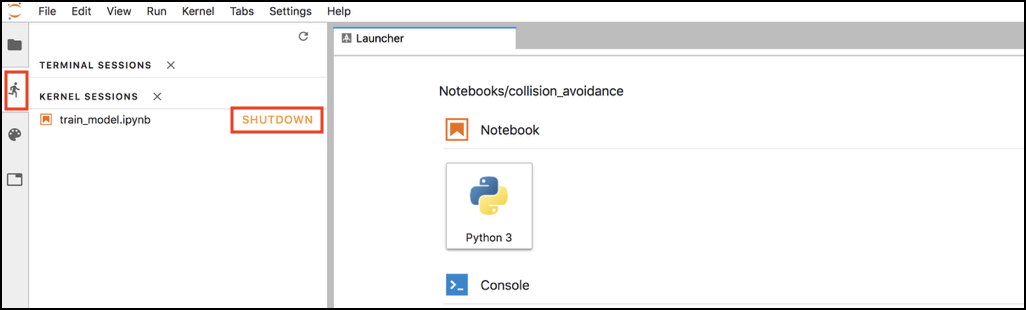 File Edit View Run Kernel Tabs Settings Help
TERMINAL SESSIONS
KERNEL SESSIONS
train_model.ipynb SHUTDOWN
Launcher
Notebooks/collision_avoidance
Notebook
Python 3
Console